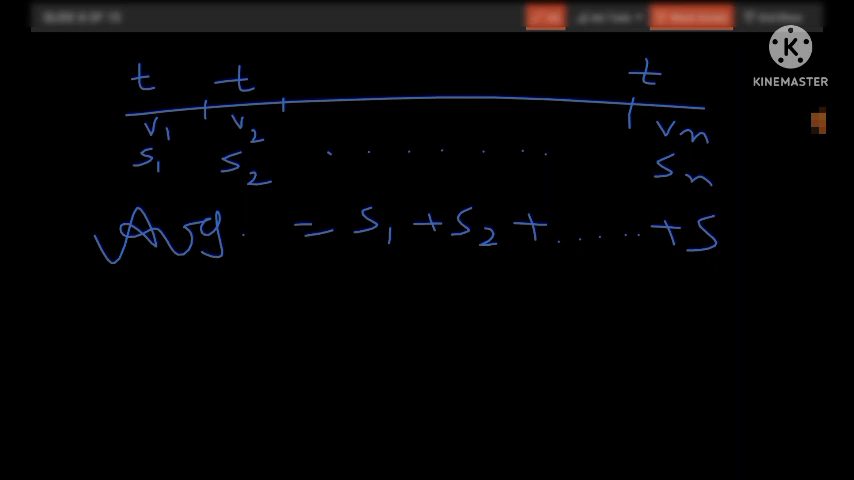 K
KINEMASTER
t t t
v₁ v₂ vₙ
s₁ s₂ . . . . . . . sₙ
Avg. = s₁ + s₂ + . . . . . + s